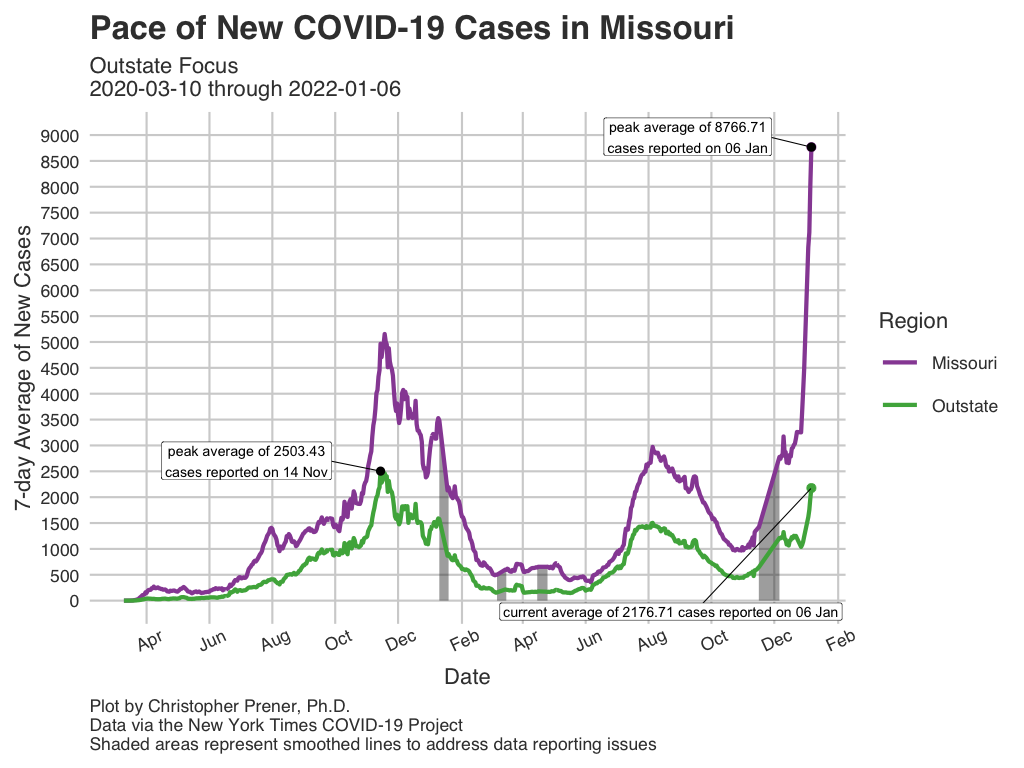 Pace of New COVID-19 Cases in Missouri
Outstate Focus
2020-03-10 through 2022-01-06
7-day Average of New Cases
9000
8500
8000
7500
7000
6500
6000
5500
5000
4500
4000
3500
3000
2500
2000
1500
1000
500
0
peak average of 8766.71
cases reported on 06 Jan
peak average of 2503.43
cases reported on 14 Nov
current average of 2176.71 cases reported on 06 Jan
Apr Jun Aug Oct Dec Feb Apr Jun Aug Oct Dec Feb
Date
Region
Missouri
Outstate
Plot by Christopher Prener, Ph.D.
Data via the New York Times COVID-19 Project
Shaded areas represent smoothed lines to address data reporting issues